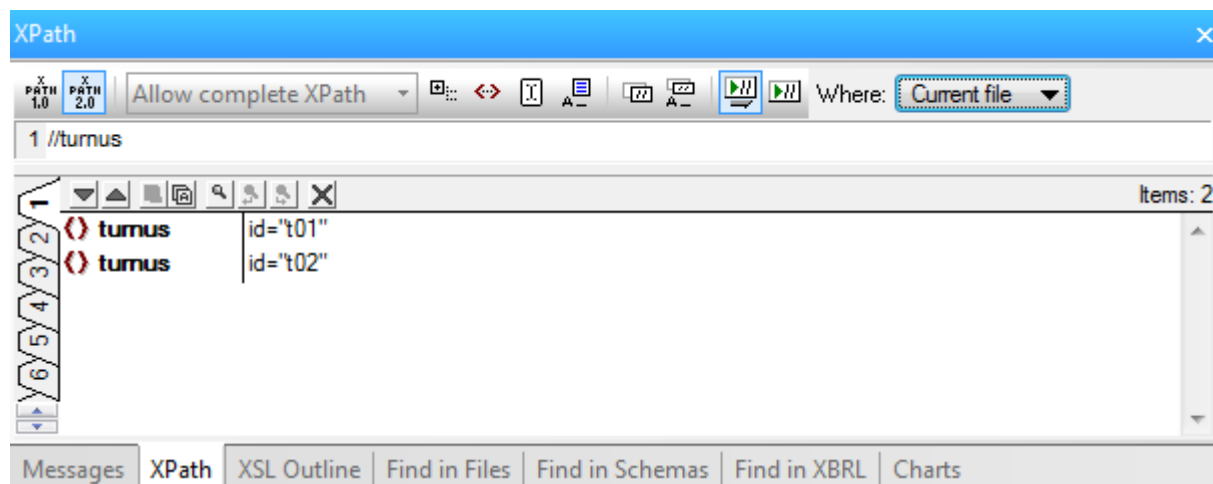 XPath
X PATH 1.0 X PATH 2.0 Allow complete XPath Where: Current file
1 //turnus
Items: 2
turnus id="t01"
turnus id="t02"
1
2
3
4
5
6
Messages XPath XSL Outline Find in Files Find in Schemas Find in XBRL Charts